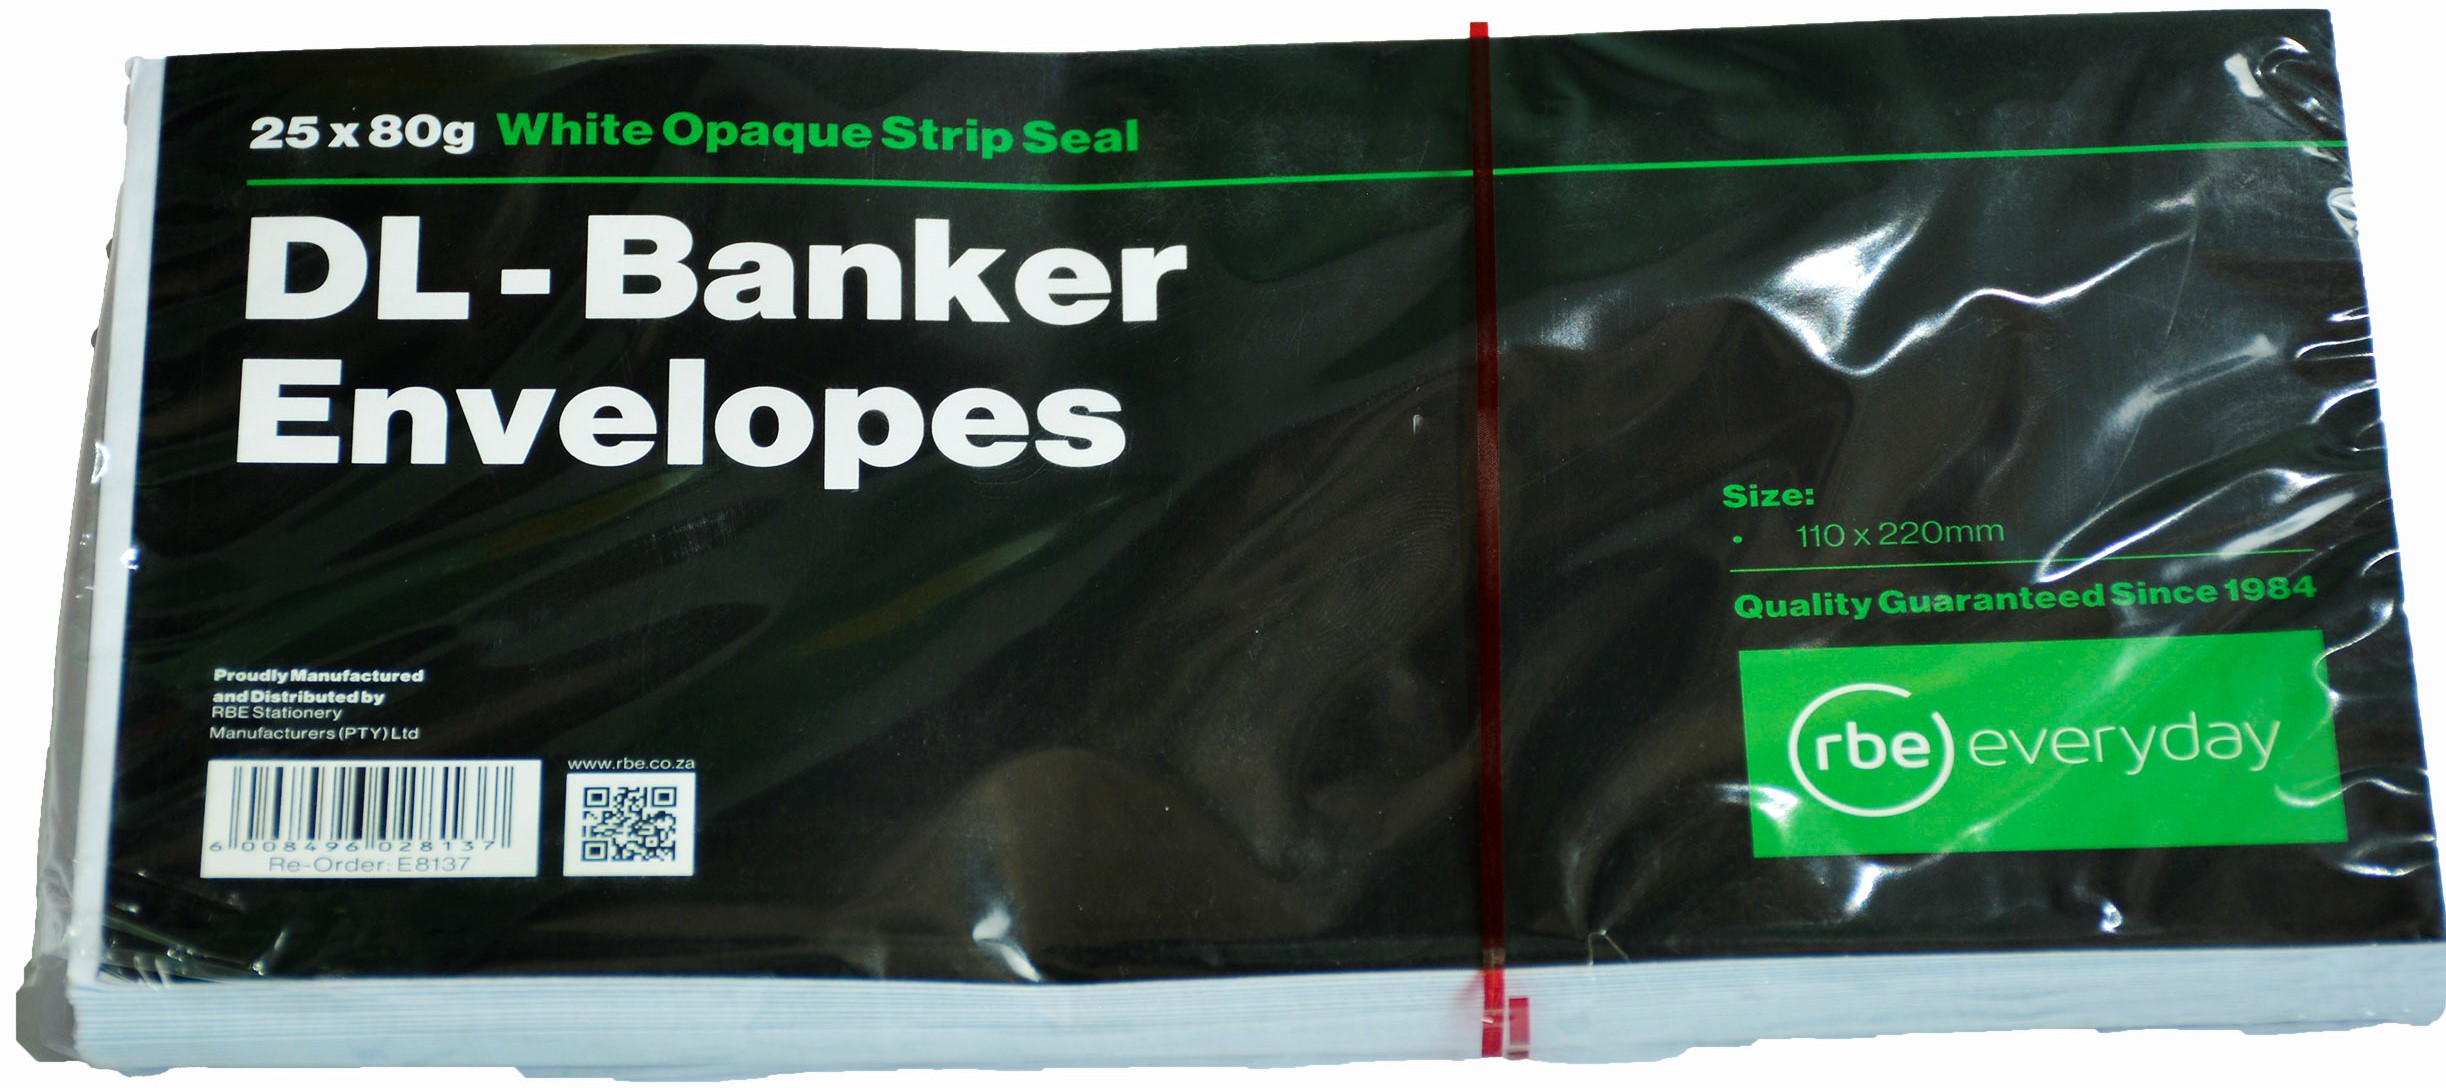 25 x 80g White Opaque Strip Seal
DL - Banker
Envelopes
Size:
• 110 x 220mm
Quality Guaranteed Since 1984
rbe everyday
Proudly Manufactured
and Distributed by
RBE Stationery
Manufacturers (PTY) Ltd
www.rbe.co.za
6 008496 028137
Re-Order: E8137